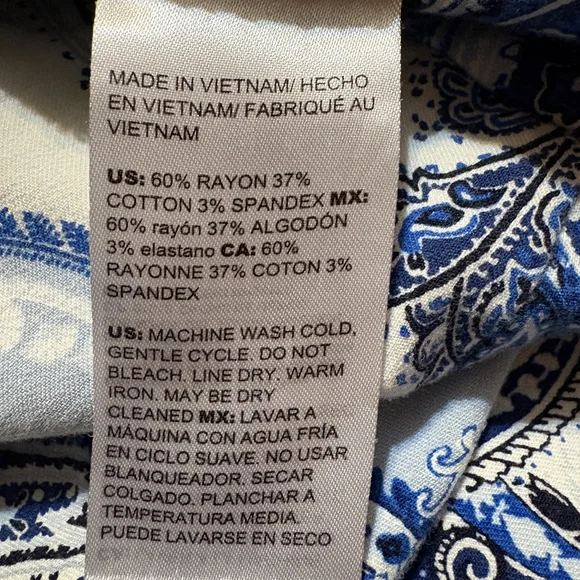 MADE IN VIETNAM/ HECHO
EN VIETNAM/ FABRIQUÉ AU
VIETNAM
US: 60% RAYON 37%
COTTON 3% SPANDEX MX:
60% rayón 37% ALGODÓN
3% elastano CA: 60%
RAYONNE 37% COTON 3%
SPANDEX
US: MACHINE WASH COLD,
GENTLE CYCLE. DO NOT
BLEACH. LINE DRY. WARM
IRON. MAY BE DRY
CLEANED MX: LAVAR A
MÁQUINA CON AGUA FRÍA
EN CICLO SUAVE. NO USAR
BLANQUEADOR. SECAR
COLGADO. PLANCHAR A
TEMPERATURA MEDIA.
PUEDE LAVARSE EN SECO